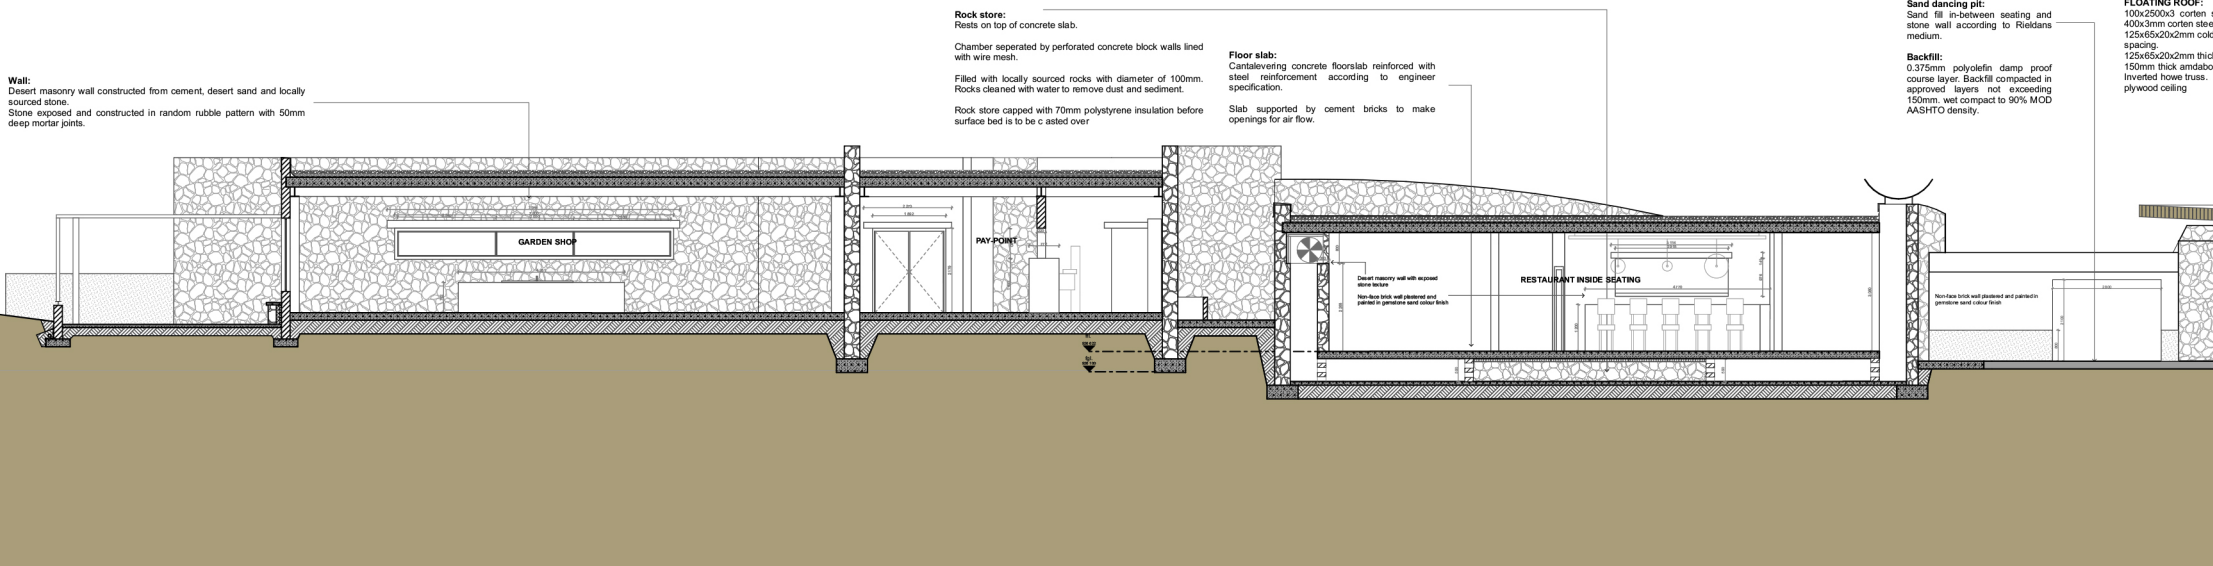 Wall:
Desert masonry wall constructed from cement, desert sand and locally
sourced stone.
Stone exposed and constructed in random rubble pattern with 50mm
deep mortar joints.
Rock store:
Rests on top of concrete slab.
Chamber seperated by perforated concrete block walls lined
with wire mesh.
Filled with locally sourced rocks with diameter of 100mm.
Rocks cleaned with water to remove dust and sediment.
Rock store capped with 70mm polystyrene insulation before
surface bed is to be c asted over
Floor slab:
Cantalevering concrete floorslab reinforced with
steel reinforcement according to engineer
specification.
Slab supported by cement bricks to make
openings for air flow.
Sand dancing pit:
Sand fill in-between seating and
stone wall according to Rieldans
medium.
Backfill:
0.375mm polyolefin damp proof
course layer. Backfill compacted in
approved layers not exceeding
150mm. wet compact to 90% MOD
AASHTO density.
FLOATING ROOF:
100x2500x3 corten
400x3mm corten
125x65x20x2mm
spacing.
125x65x20x2mm
150mm thick
Inverted howe truss.
plywood ceiling
GARDEN SHOP
PAY-POINT
Desert masonry wall with exposed
stone texture
Non-face brick wall plastered and
painted in gemstone sand colour finish
RESTAURANT INSIDE SEATING
Non-face brick wall plastered and painted in
gemstone sand colour finish